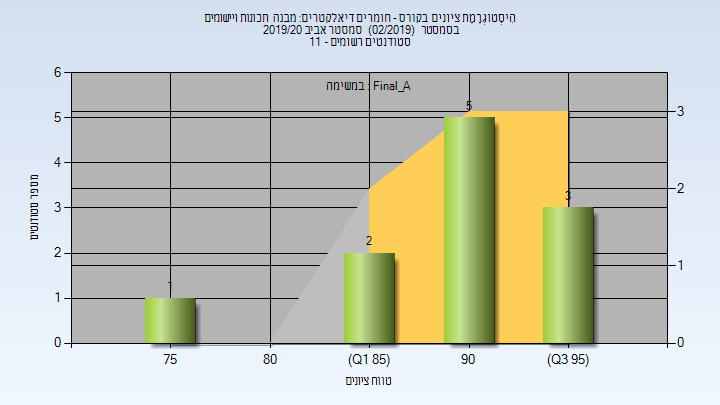 היסטוגרמת ציונים בקורס - חומרים דיאלקטרים: מבנה תכונות ויישומים
בסמסטר (02/2019) סמסטר אביב 2019/20
סטודנטים רשומים - 11
במשימה : Final_A
מספר סטודנטים
6
5
4
3
2
1
0
3
2
1
0
1
2
5
3
75
80
(Q1 85)
90
(Q3 95)
טווח ציונים